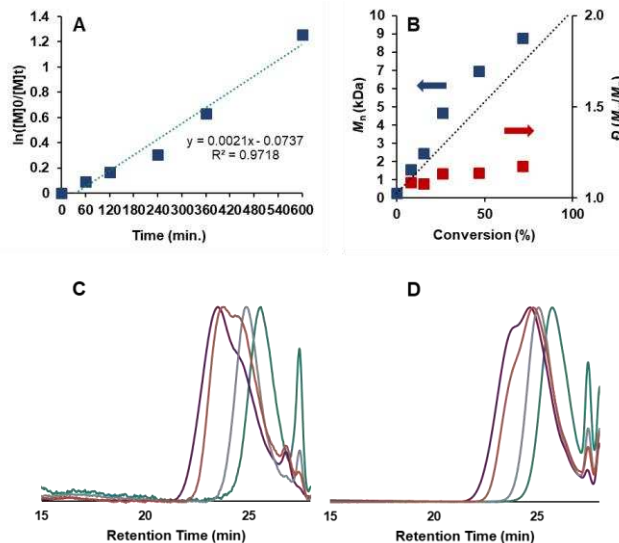 A
1.4
1.2
1
0.8
0.6
0.4
0.2
0
ln([M]0/[M]t)
y = 0.0021x - 0.0737
R² = 0.9718
0 60 120 180 240 300 360 420 480 540 600
Time (min.)
B
10
9
8
7
6
5
4
3
2
1
0
Mn (kDa)
2.0
1.5
1.0
0 50 100
Conversion (%)
C
15 20 25
Retention Time (min)
D
15 20 25
Retention Time (min)